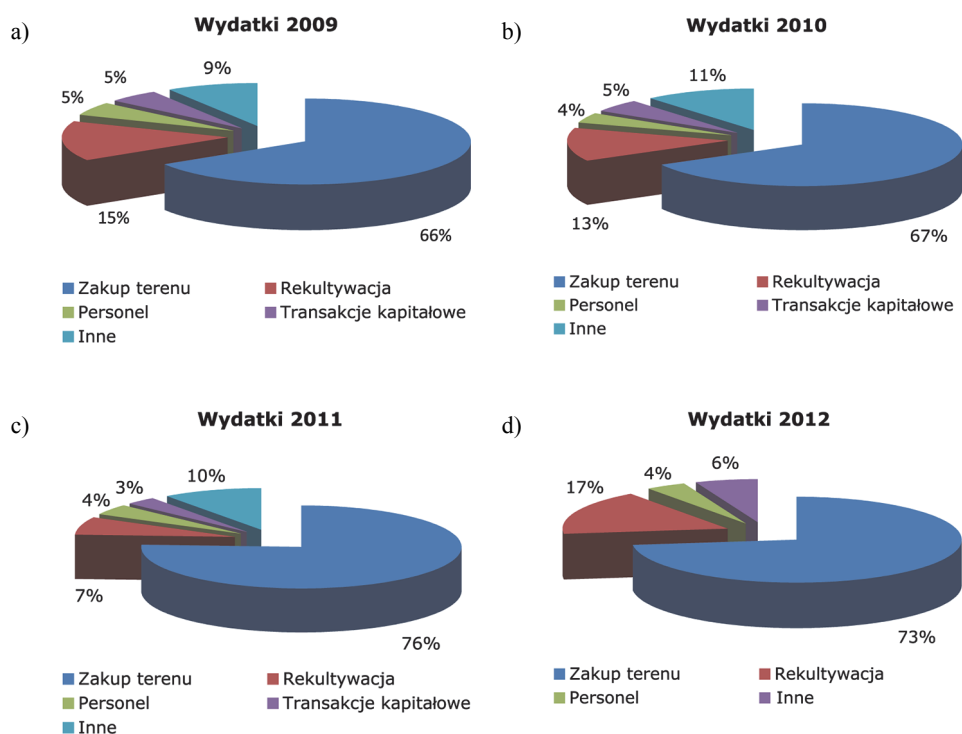 a)
Wydatki 2009
5%
5%
9%
15%
66%
Zakup terenu
Rekultywacja
Personel
Transakcje kapitałowe
Inne
b)
Wydatki 2010
4%
5%
11%
13%
67%
Zakup terenu
Rekultywacja
Personel
Transakcje kapitałowe
Inne
c)
Wydatki 2011
4%
3%
10%
7%
76%
Zakup terenu
Rekultywacja
Personel
Transakcje kapitałowe
Inne
d)
Wydatki 2012
17%
4%
6%
73%
Zakup terenu
Rekultywacja
Personel
Inne